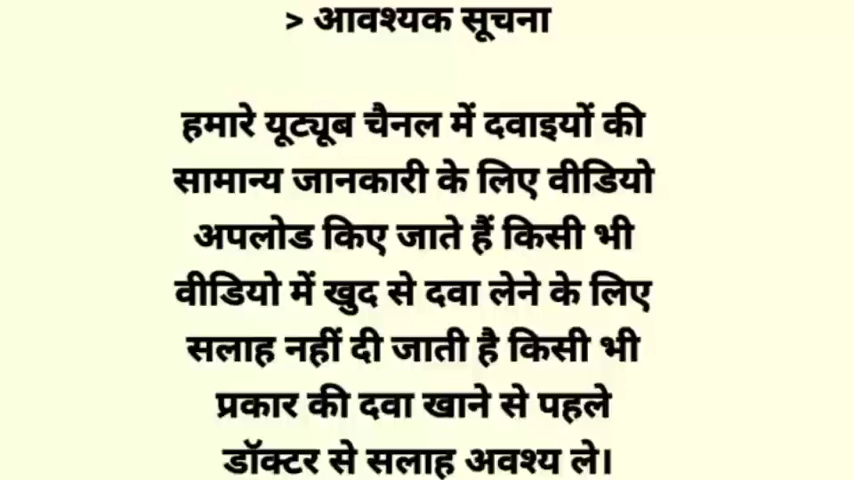 > आवश्यक सूचना
हमारे यूट्यूब चैनल में दवाइयों की
सामान्य जानकारी के लिए वीडियो
अपलोड किए जाते हैं किसी भी
वीडियो में खुद से दवा लेने के लिए
सलाह नहीं दी जाती है किसी भी
प्रकार की दवा खाने से पहले
डॉक्टर से सलाह अवश्य ले।